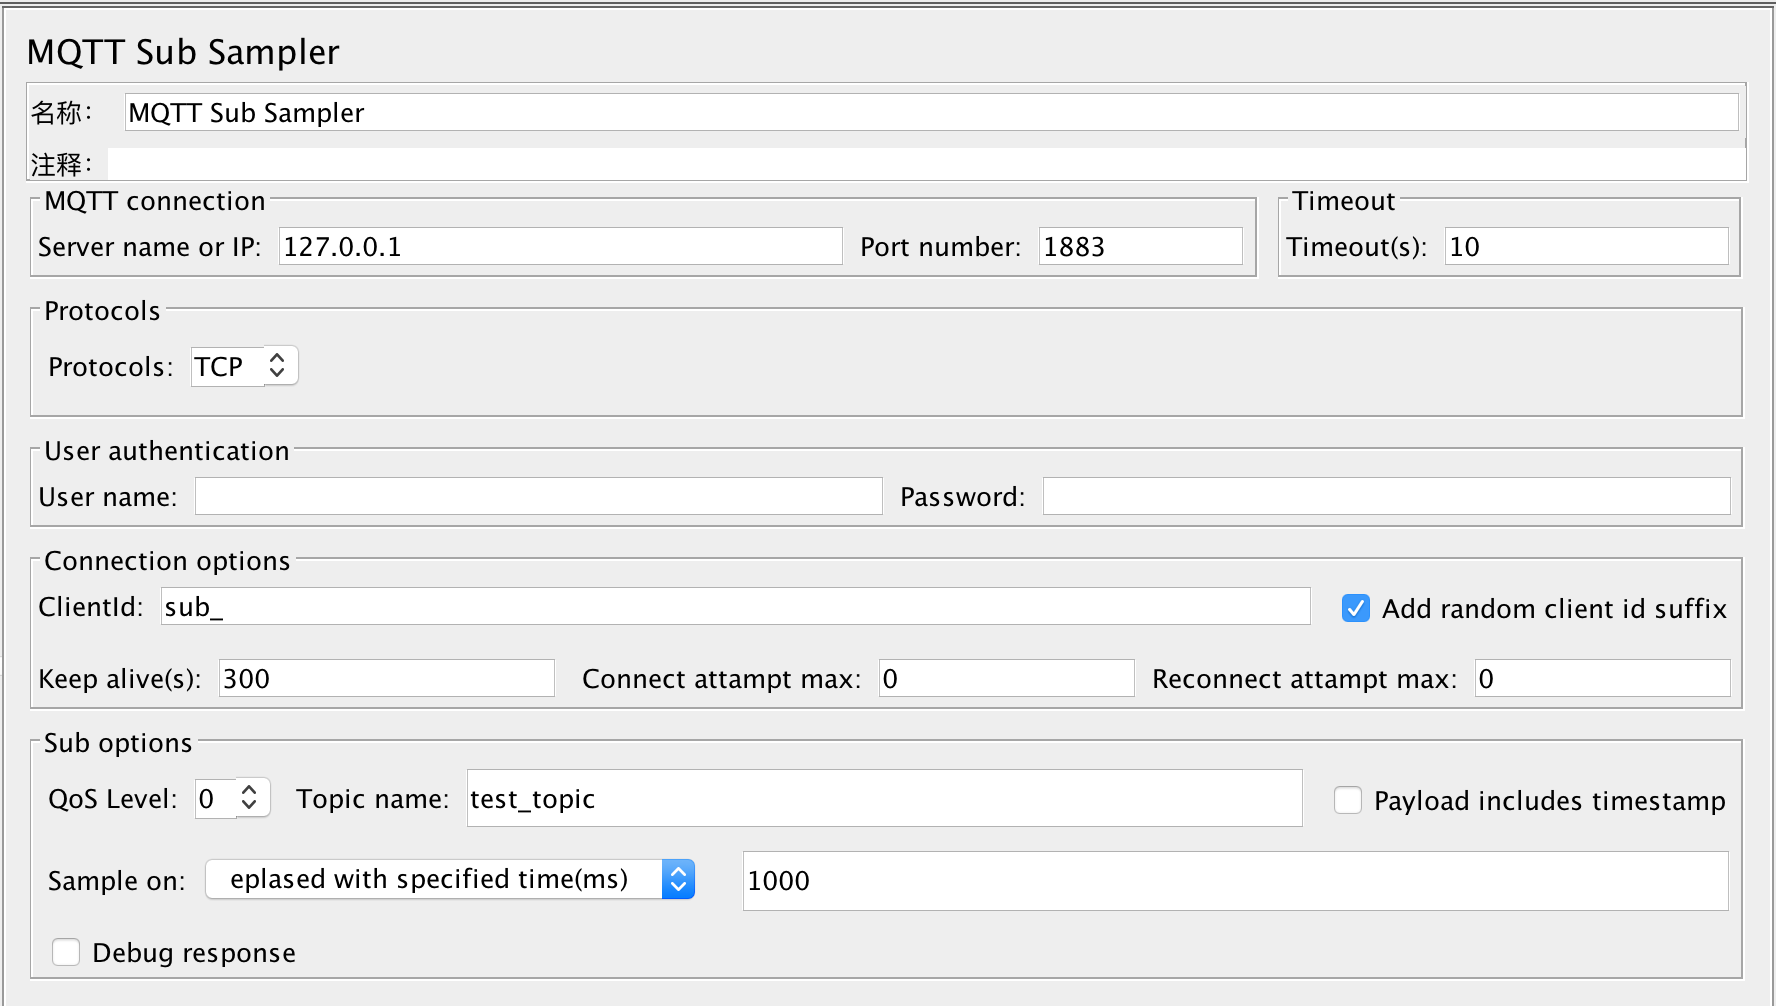 MQTT Sub Sampler
名称： MQTT Sub Sampler
注释：
MQTT connection Timeout
Server name or IP: 127.0.0.1 Port number: 1883 Timeout(s): 10
Protocols
Protocols: TCP
User authentication
User name: Password:
Connection options
ClientId: sub_ Add random client id suffix
Keep alive(s): 300 Connect attampt max: 0 Reconnect attampt max: 0
Sub options
QoS Level: 0 Topic name: test_topic Payload includes timestamp
Sample on: eplased with specified time(ms) 1000
Debug response